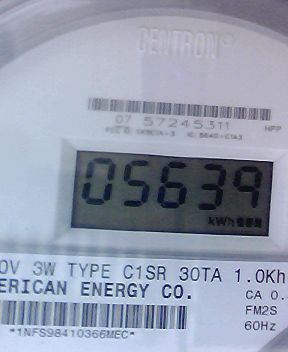 CENTRON®
07 57245311
05639
kWh
0V 3W TYPE C1SR 30TA 1.0Kh
ERICAN ENERGY CO.
CA 0.
FM2S
60Hz
*1NFS98410366MEC*